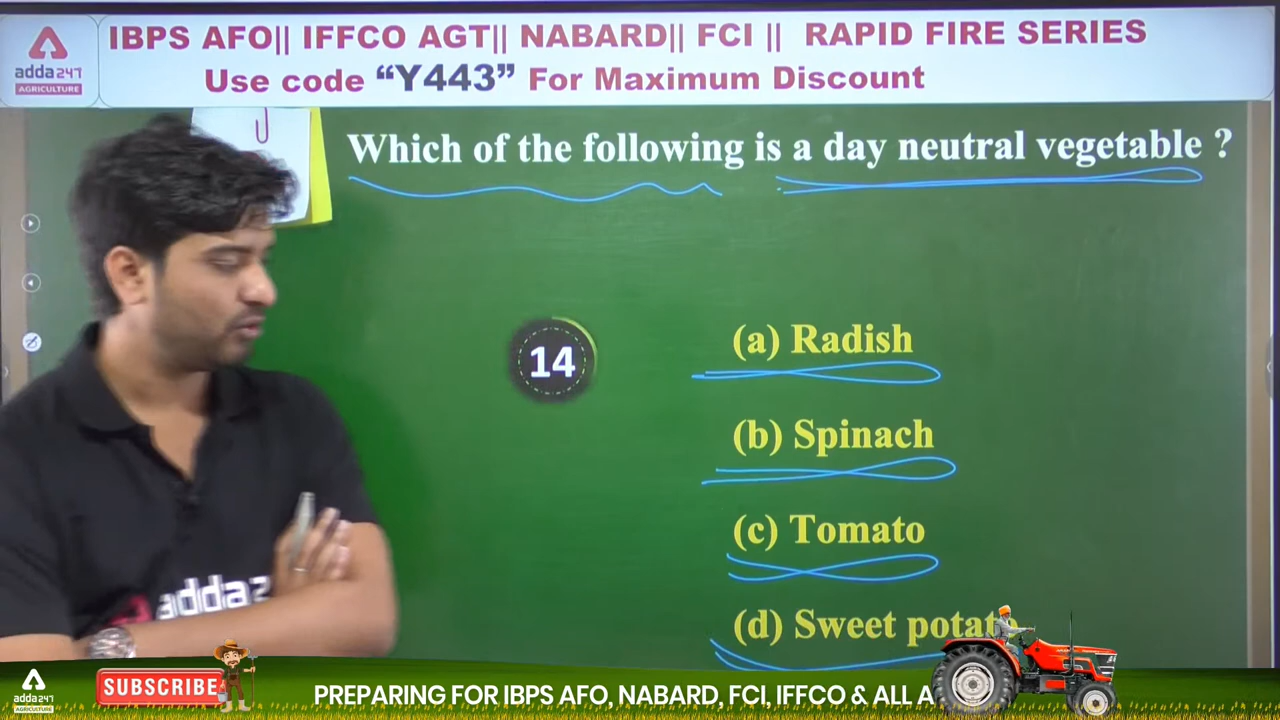 IBPS AFO|| IFFCO AGT|| NABARD|| FCI || RAPID FIRE SERIES
adda247
AGRICULTURE
Use code “Y443” For Maximum Discount
Which of the following is a day neutral vegetable ?
14
(a) Radish
(b) Spinach
(c) Tomato
(d) Sweet potato
adda2
adda247
AGRICULTURE
SUBSCRIBE
PREPARING FOR IBPS AFO, NABARD, FCI, IFFCO & ALL A